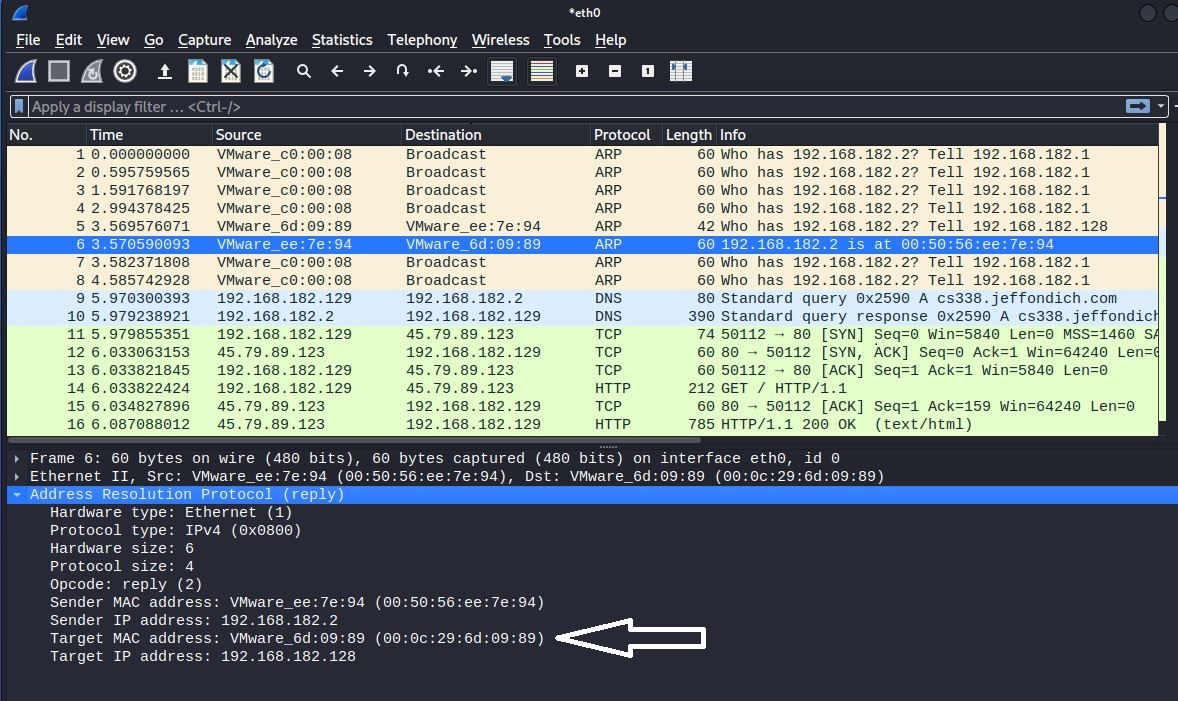 *eth0
File Edit View Go Capture Analyze Statistics Telephony Wireless Tools Help
Apply a display filter ... <Ctrl-/>
No. Time Source Destination Protocol Length Info
1 0.000000000 VMware_c0:00:08 Broadcast ARP 60 Who has 192.168.182.2? Tell 192.168.182.1
2 0.595759565 VMware_c0:00:08 Broadcast ARP 60 Who has 192.168.182.2? Tell 192.168.182.1
3 1.591768197 VMware_c0:00:08 Broadcast ARP 60 Who has 192.168.182.2? Tell 192.168.182.1
4 2.994378425 VMware_c0:00:08 Broadcast ARP 60 Who has 192.168.182.2? Tell 192.168.182.1
5 3.569576071 VMware_6d:09:89 VMware_ee:7e:94 ARP 42 Who has 192.168.182.2? Tell 192.168.182.128
6 3.570590093 VMware_ee:7e:94 VMware_6d:09:89 ARP 60 192.168.182.2 is at 00:50:56:ee:7e:94
7 3.582371808 VMware_c0:00:08 Broadcast ARP 60 Who has 192.168.182.2? Tell 192.168.182.1
8 4.585742928 VMware_c0:00:08 Broadcast ARP 60 Who has 192.168.182.2? Tell 192.168.182.1
9 5.970300393 192.168.182.129 192.168.182.2 DNS 80 Standard query 0x2590 A cs338.jeffondich.com
10 5.979238921 192.168.182.2 192.168.182.129 DNS 390 Standard query response 0x2590 A cs338.jeffondich
11 5.979855351 192.168.182.129 45.79.89.123 TCP 74 50112 → 80 [SYN] Seq=0 Win=5840 Len=0 MSS=1460 SA
12 6.033063153 45.79.89.123 192.168.182.129 TCP 60 80 → 50112 [SYN, ACK] Seq=0 Ack=1 Win=64240 Len=0
13 6.033821845 192.168.182.129 45.79.89.123 TCP 60 50112 → 80 [ACK] Seq=1 Ack=1 Win=5840 Len=0
14 6.033822424 192.168.182.129 45.79.89.123 HTTP 212 GET / HTTP/1.1
15 6.034827896 45.79.89.123 192.168.182.129 TCP 60 80 → 50112 [ACK] Seq=1 Ack=159 Win=64240 Len=0
16 6.087088012 45.79.89.123 192.168.182.129 HTTP 785 HTTP/1.1 200 OK (text/html)
Frame 6: 60 bytes on wire (480 bits), 60 bytes captured (480 bits) on interface eth0, id 0
Ethernet II, Src: VMware_ee:7e:94 (00:50:56:ee:7e:94), Dst: VMware_6d:09:89 (00:0c:29:6d:09:89)
Address Resolution Protocol (reply)
Hardware type: Ethernet (1)
Protocol type: IPv4 (0x0800)
Hardware size: 6
Protocol size: 4
Opcode: reply (2)
Sender MAC address: VMware_ee:7e:94 (00:50:56:ee:7e:94)
Sender IP address: 192.168.182.2
Target MAC address: VMware_6d:09:89 (00:0c:29:6d:09:89)
Target IP address: 192.168.182.128